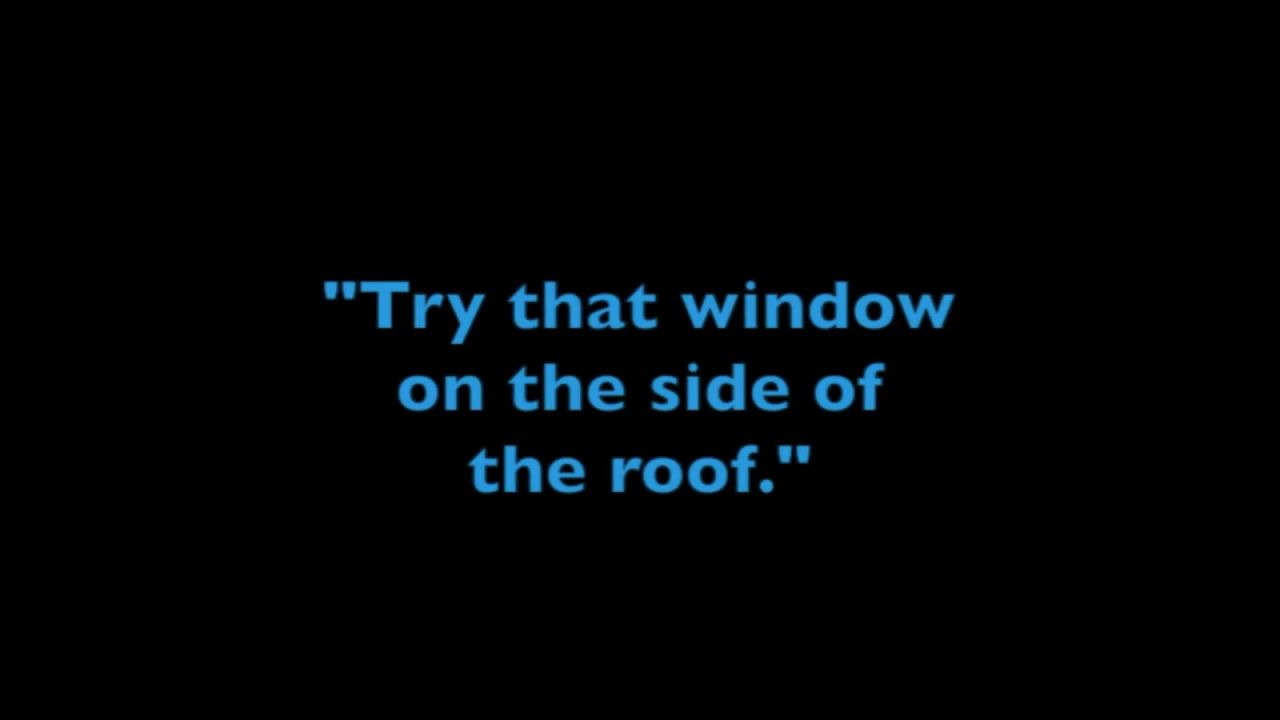 "Try that window
on the side of
the roof."